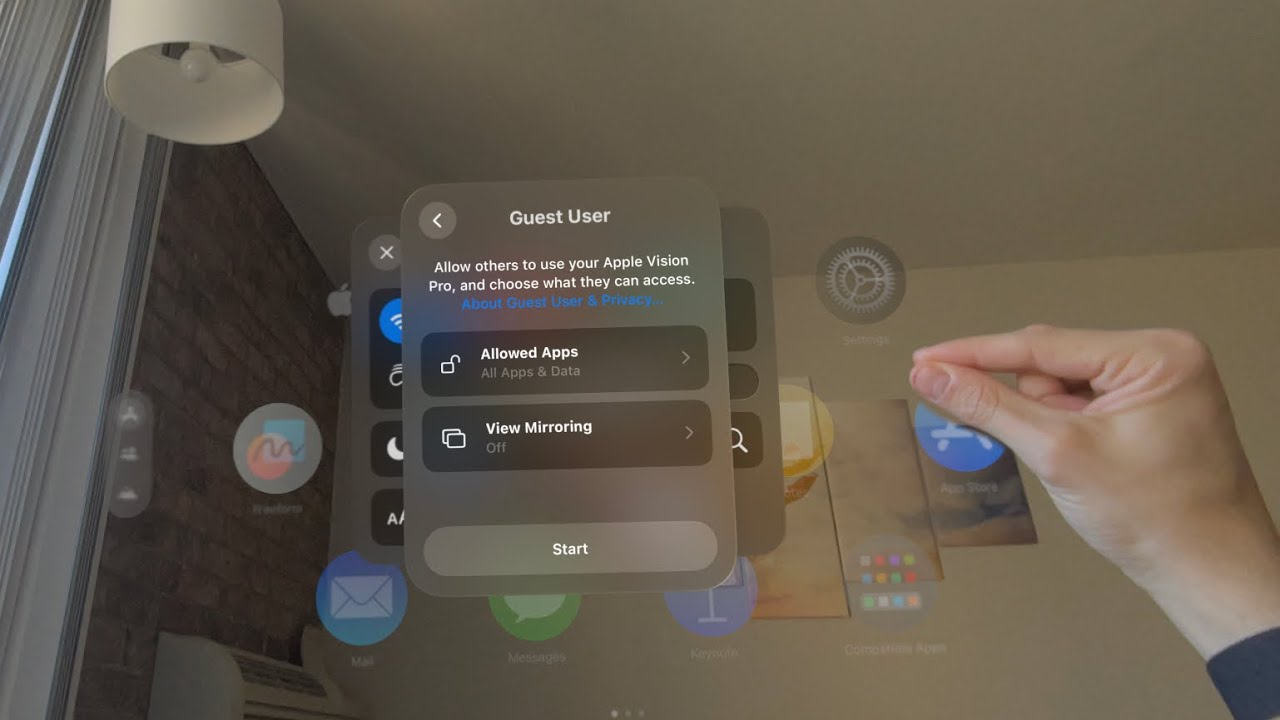 Guest User
Allow others to use your Apple Vision
Pro, and choose what they can access.
About Guest User & Privacy...
Allowed Apps
All Apps & Data
View Mirroring
Off
Start
AA
Settings
Freeform
App Store
Mail
Messages
Keynote
Compatible Apps